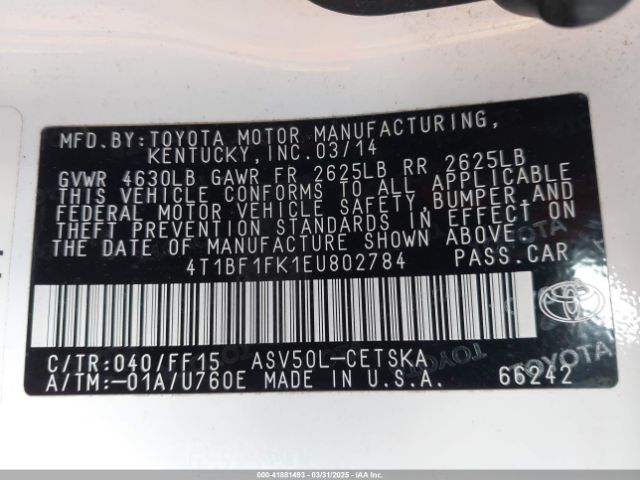 MFD.BY:TOYOTA MOTOR MANUFACTURING,
KENTUCKY, INC. 03/14
GVWR 4630LB GAWR FR 2625LB RR 2625LB
THIS VEHICLE CONFORMS TO ALL APPLICABLE
FEDERAL MOTOR VEHICLE SAFETY, BUMPER, AND
THEFT PREVENTION STANDARDS IN EFFECT ON
THE DATE OF MANUFACTURE SHOWN ABOVE.
4T1BF1FK1EU802784 PASS.CAR
C/TR:040/FF15 ASV50L-CETSKA
A/TM:-01A/U760E MADE IN U.S.A. 66242
TOYOTA
00-41881493 - 03/31/2025 - IAAI.COM